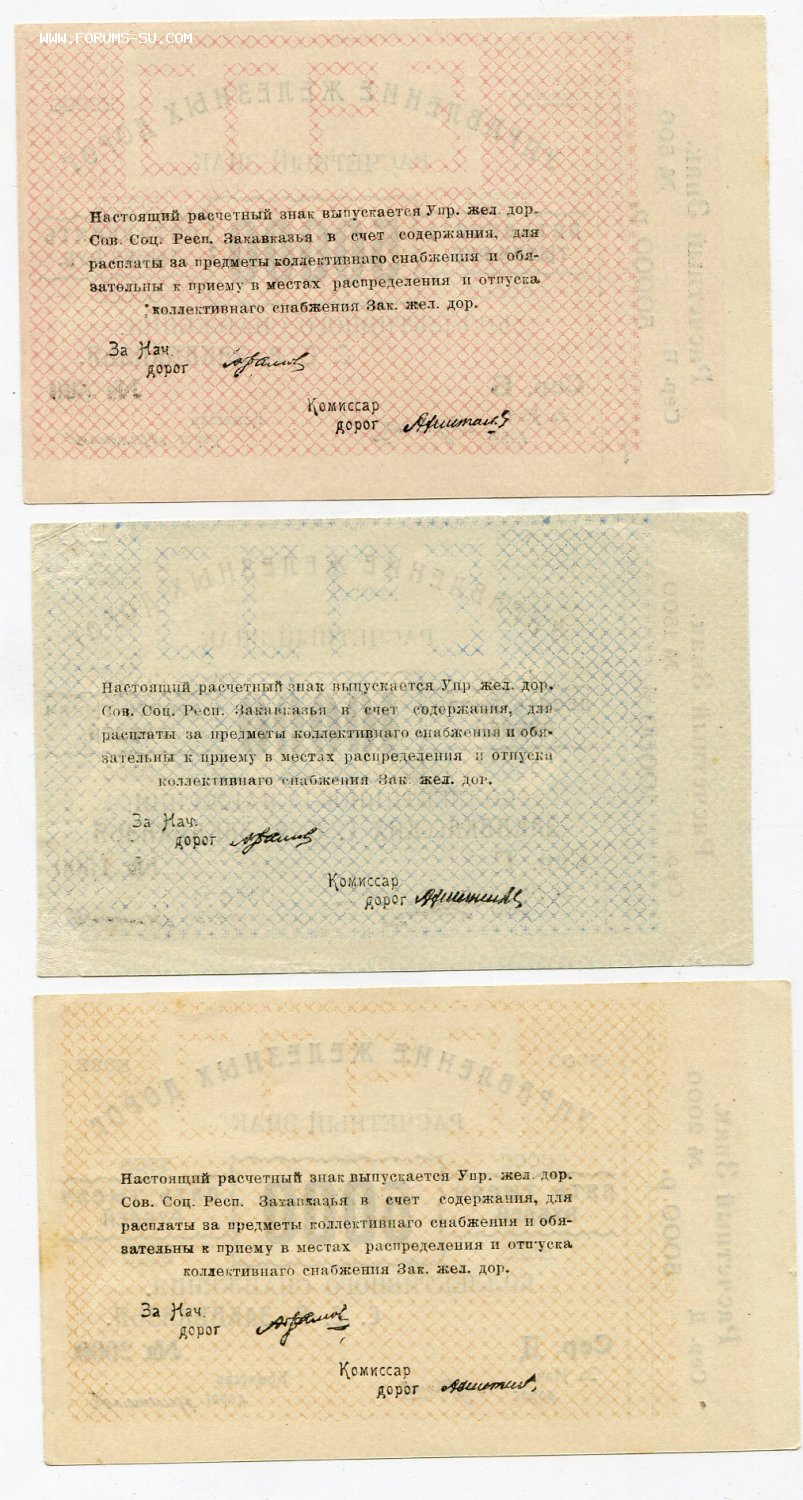 WWW.FORUMS-SU.COM
Настоящий расчетный знак выпускается Упр. жел. дор.
Сов. Соц. Респ. Закавказья в счет содержания, для
расплаты за предметы коллективнаго снабжения и обя-
зательны к приему в местах распределения и отпуска
коллективнаго снабжения Зак. жел. дор.
За Нач.
дорог
Комиссар
дорог
Настоящий расчетный знак выпускается Упр жел. дор.
Сов. Соц. Респ. Закавказья в счет содержания, для
расплаты за предметы коллективнаго снабжения и обя-
зательны к приему в местах распределения и отпуска
коллективнаго снабжения Зак. жел. дор.
За Нач.
дорог
Комиссар
дорог
Настоящий расчетный знак выпускается Упр. жел. дор.
Сов. Соц. Респ. Закавказья в счет содержания, для
расплаты за предметы коллективнаго снабжения и обя-
зательны к приему в местах распределения и отпуска
коллективнаго снабжения Зак. жел. дор.
За Нач.
дорог
Комиссар
дорог